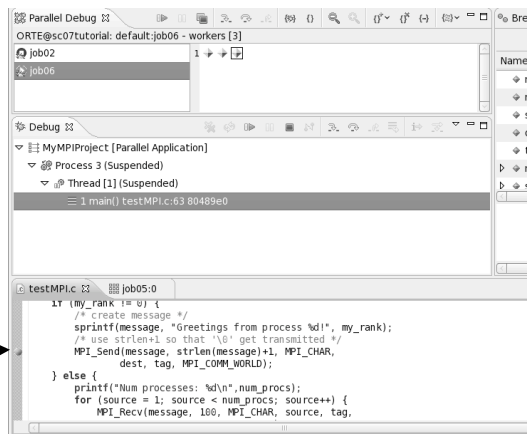 Parallel Debug
Bre
ORTE@sc07tutorial: default:job06 - workers [3]
job02
job06
1
Name
Debug
MyMPIProject [Parallel Application]
Process 3 (Suspended)
Thread [1] (Suspended)
1 main() testMPI.c:63 80489e0
testMPI.c
job05:0
if (my_rank != 0) {
/* create message */
sprintf(message, "Greetings from process %d!", my_rank);
/* use strlen+1 so that '\0' get transmitted */
MPI_Send(message, strlen(message)+1, MPI_CHAR,
dest, tag, MPI_COMM_WORLD);
} else {
printf("Num processes: %d\n",num_procs);
for (source = 1; source < num_procs; source++) {
MPI_Recv(message, 100, MPI_CHAR, source, tag,